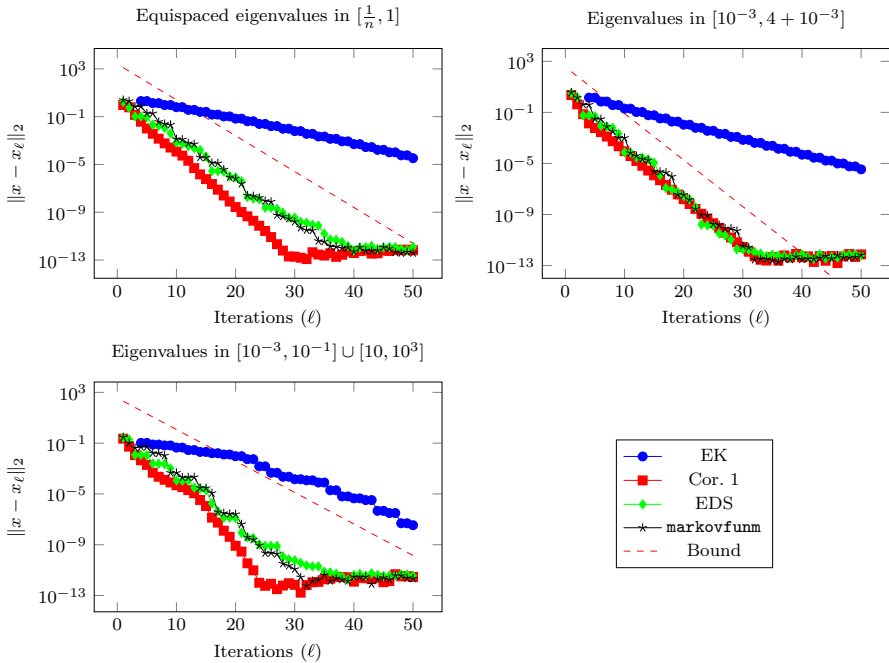 Equispaced eigenvalues in [1/n, 1]
10^3
10^−1
10^−5
10^−9
10^−13
‖x − x_ℓ‖_2
0 10 20 30 40 50
Iterations (ℓ)
Eigenvalues in [10^−3, 4 + 10^−3]
10^3
10^−1
10^−5
10^−9
10^−13
‖x − x_ℓ‖_2
0 10 20 30 40 50
Iterations (ℓ)
Eigenvalues in [10^−3, 10^−1] ∪ [10, 10^3]
10^3
10^−1
10^−5
10^−9
10^−13
‖x − x_ℓ‖_2
0 10 20 30 40 50
Iterations (ℓ)
EK
Cor. 1
EDS
markovfunm
Bound